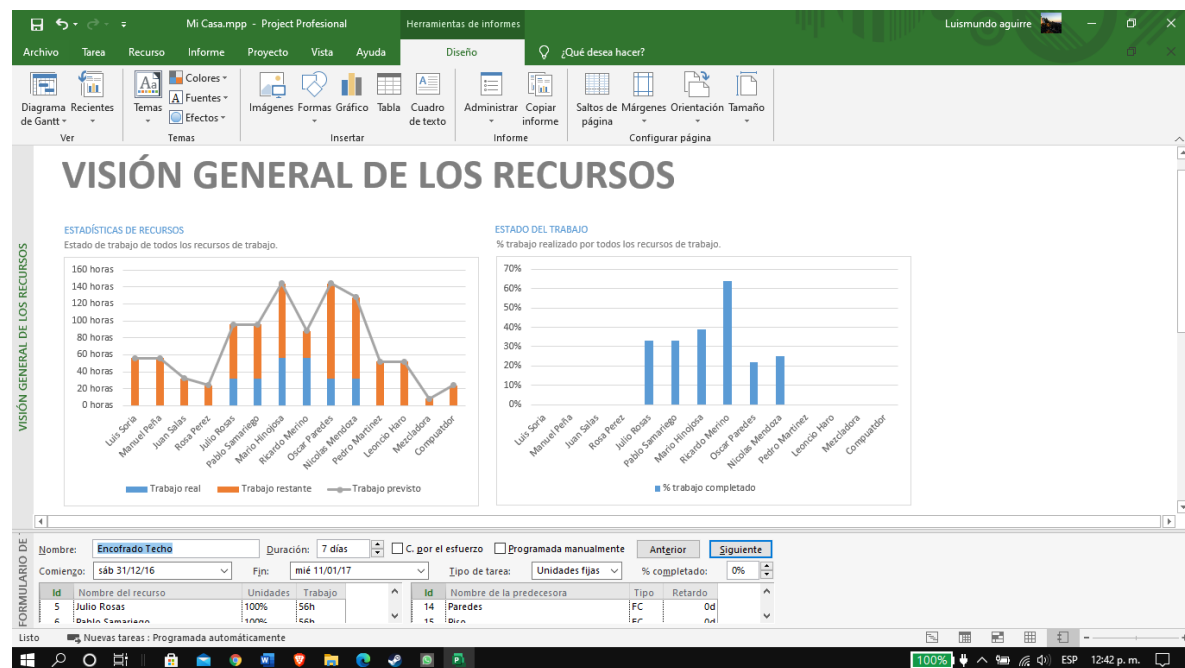 Mi Casa.mpp - Project Profesional
Herramientas de informes
Luismundo aguirre
Archivo Tarea Recurso Informe Proyecto Vista Ayuda Diseño ¿Qué desea hacer?
Diagrama de Gantt
Recientes
Ver
Temas
Colores
Fuentes
Efectos
Temas
Imágenes
Formas
Gráfico
Tabla
Cuadro de texto
Insertar
Administrar
Copiar informe
Informe
Saltos de página
Márgenes
Orientación
Tamaño
Configurar página
VISIÓN GENERAL DE LOS RECURSOS
VISIÓN GENERAL DE LOS RECURSOS
ESTADÍSTICAS DE RECURSOS
Estado de trabajo de todos los recursos de trabajo.
160 horas
140 horas
120 horas
100 horas
80 horas
60 horas
40 horas
20 horas
0 horas
Luis Soria
Manuel Peña
Juan Salas
Rosa Perez
Julio Rosas
Pablo Samariego
Mario Hinojosa
Ricardo Merino
Oscar Paredes
Nicolas Mendoza
Pedro Martinez
Leoncio Haro
Mezcladora
Compuatdor
Trabajo real Trabajo restante Trabajo previsto
ESTADO DEL TRABAJO
% trabajo realizado por todos los recursos de trabajo.
70%
60%
50%
40%
30%
20%
10%
0%
Luis Soria
Manuel Peña
Juan Salas
Rosa Perez
Julio Rosas
Pablo Samariego
Mario Hinojosa
Ricardo Merino
Oscar Paredes
Nicolas Mendoza
Pedro Martinez
Leoncio Haro
Mezcladora
Compuatdor
% trabajo completado
FORMULARIO DE
Nombre: Encofrado Techo Duración: 7 días C. por el esfuerzo Programada manualmente Anterior Siguiente
Comienzo: sáb 31/12/16 Fin: mié 11/01/17 Tipo de tarea: Unidades fijas % completado: 0%
Id Nombre del recurso Unidades Trabajo Id Nombre de la predecesora Tipo Retardo
5 Julio Rosas 100% 56h 14 Paredes FC 0d
6 Pablo Samariego 100% 56h 15 Piso FC 0d
Listo Nuevas tareas : Programada automáticamente
100% ESP 12:42 p. m.